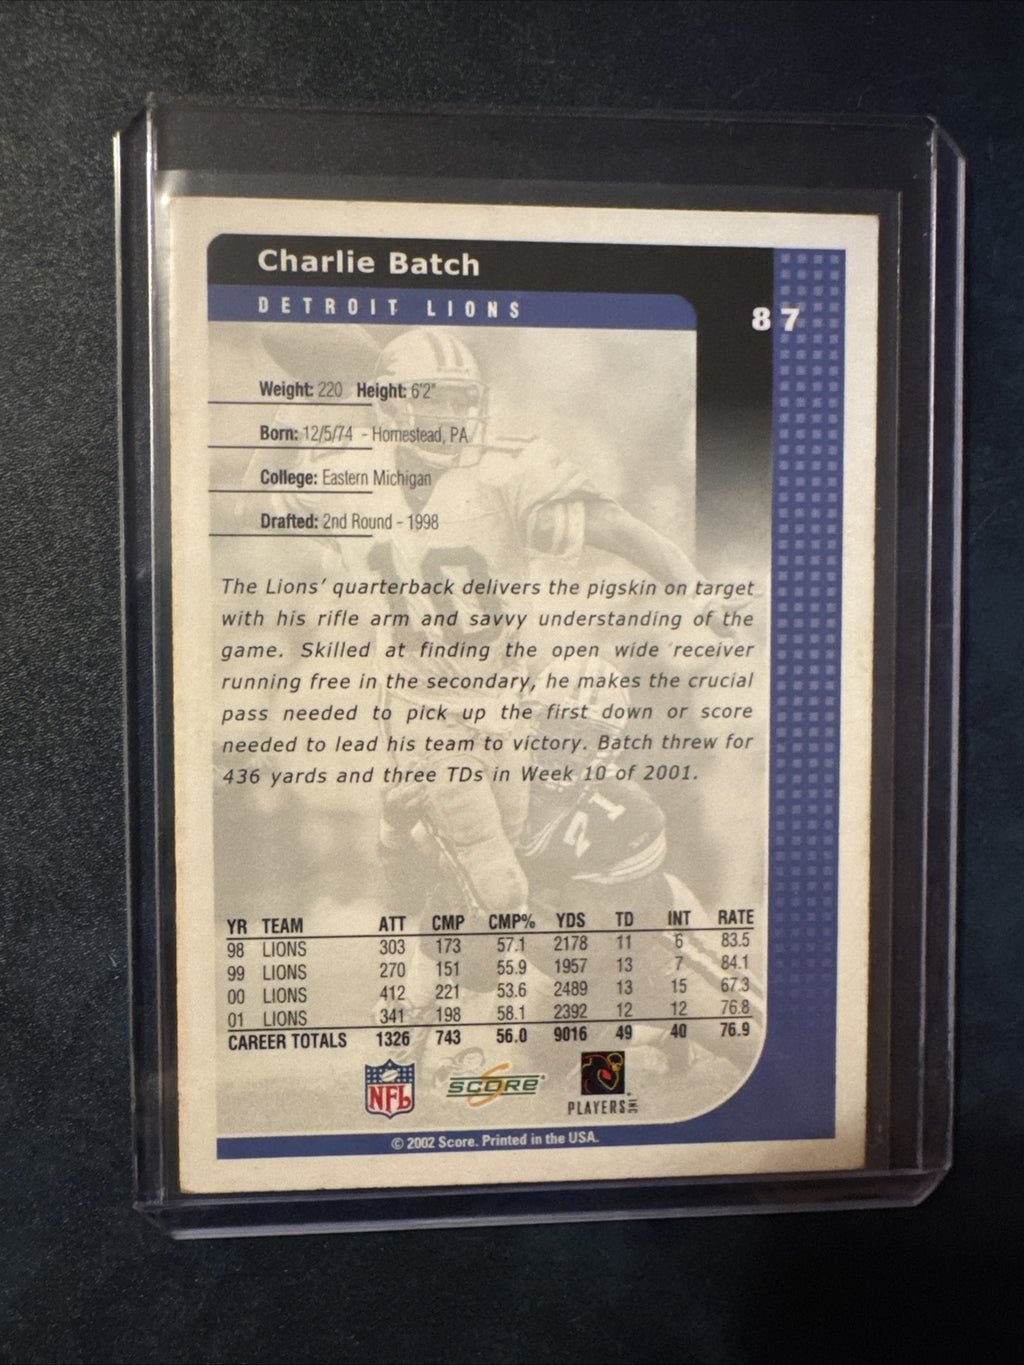 Charlie Batch
DETROIT LIONS
87
Weight: 220 Height: 6'2"
Born: 12/5/74 - Homestead, PA
College: Eastern Michigan
Drafted: 2nd Round - 1998
10
The Lions' quarterback delivers the pigskin on target
with his rifle arm and savvy understanding of the
game. Skilled at finding the open wide receiver
running free in the secondary, he makes the crucial
pass needed to pick up the first down or score
needed to lead his team to victory. Batch threw for
436 yards and three TDs in Week 10 of 2001.
71
YR TEAM ATT CMP CMP% YDS TD INT RATE
98 LIONS 303 173 57.1 2178 11 6 83.5
99 LIONS 270 151 55.9 1957 13 7 84.1
00 LIONS 412 221 53.6 2489 13 15 67.3
01 LIONS 341 198 58.1 2392 12 12 76.8
CAREER TOTALS 1326 743 56.0 9016 49 40 76.9
NFL SCORE PLAYERS INC
© 2002 Score. Printed in the USA.